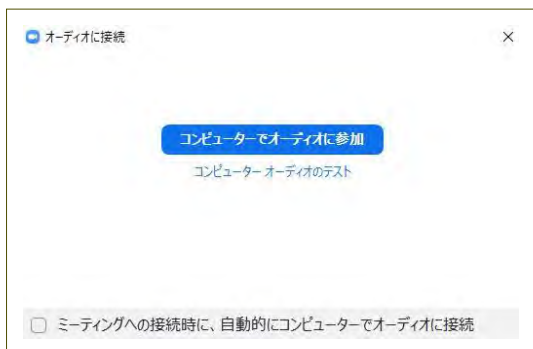 オーディオに接続
コンピューターでオーディオに参加
コンピューター オーディオのテスト
ミーティングへの接続時に、自動的にコンピューターでオーディオに接続